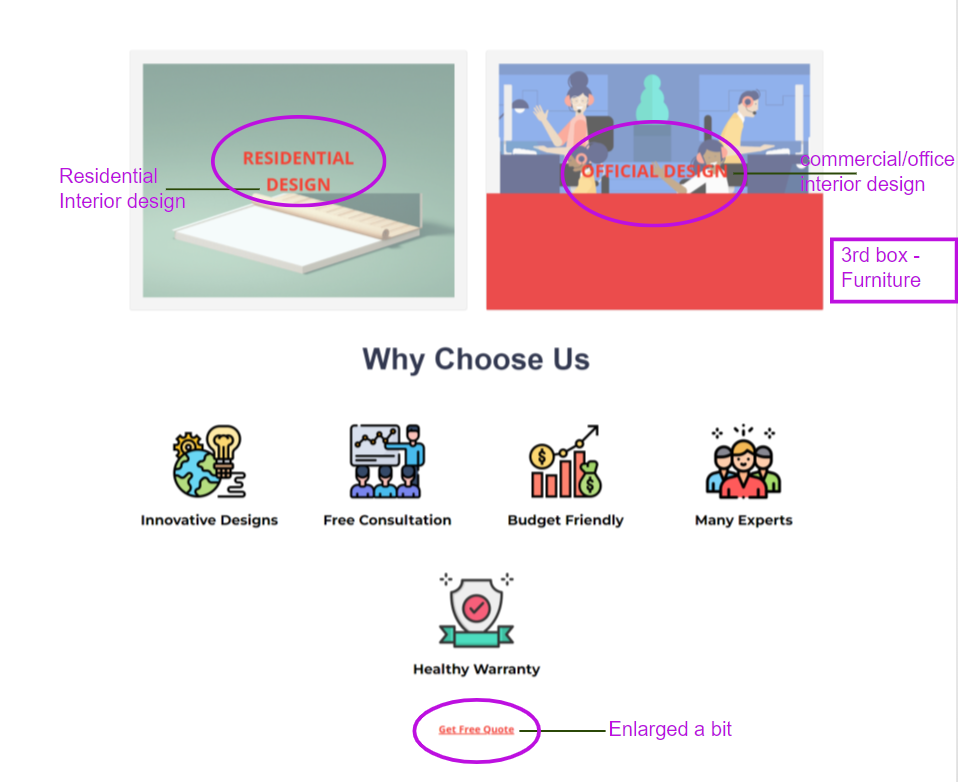 RESIDENTIAL
DESIGN
OFFICIAL DESIGN
Residential
Interior design
commercial/office
interior design
3rd box -
Furniture
Why Choose Us
Innovative Designs
Free Consultation
Budget Friendly
Many Experts
Healthy Warranty
Get Free Quote
Enlarged a bit